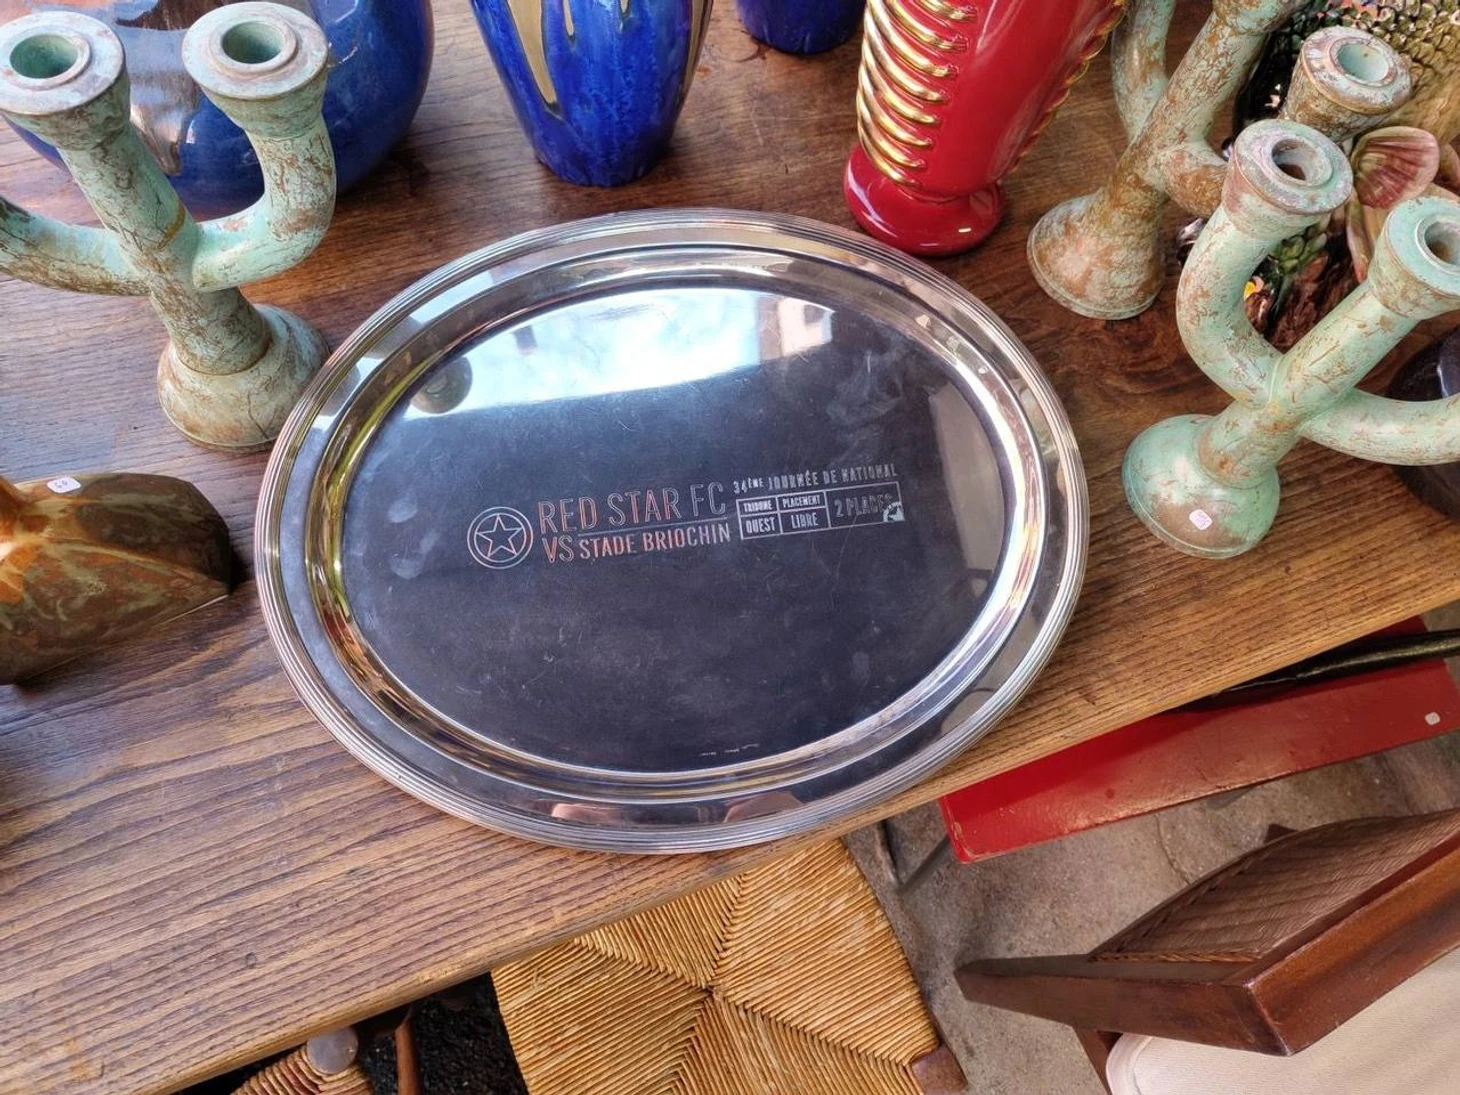 RED STAR FC
VS STADE BRIOCHIN
34ÈME JOURNÉE DE NATIONAL
TRIBUNE OUEST
PLACEMENT LIBRE
2 PLACES